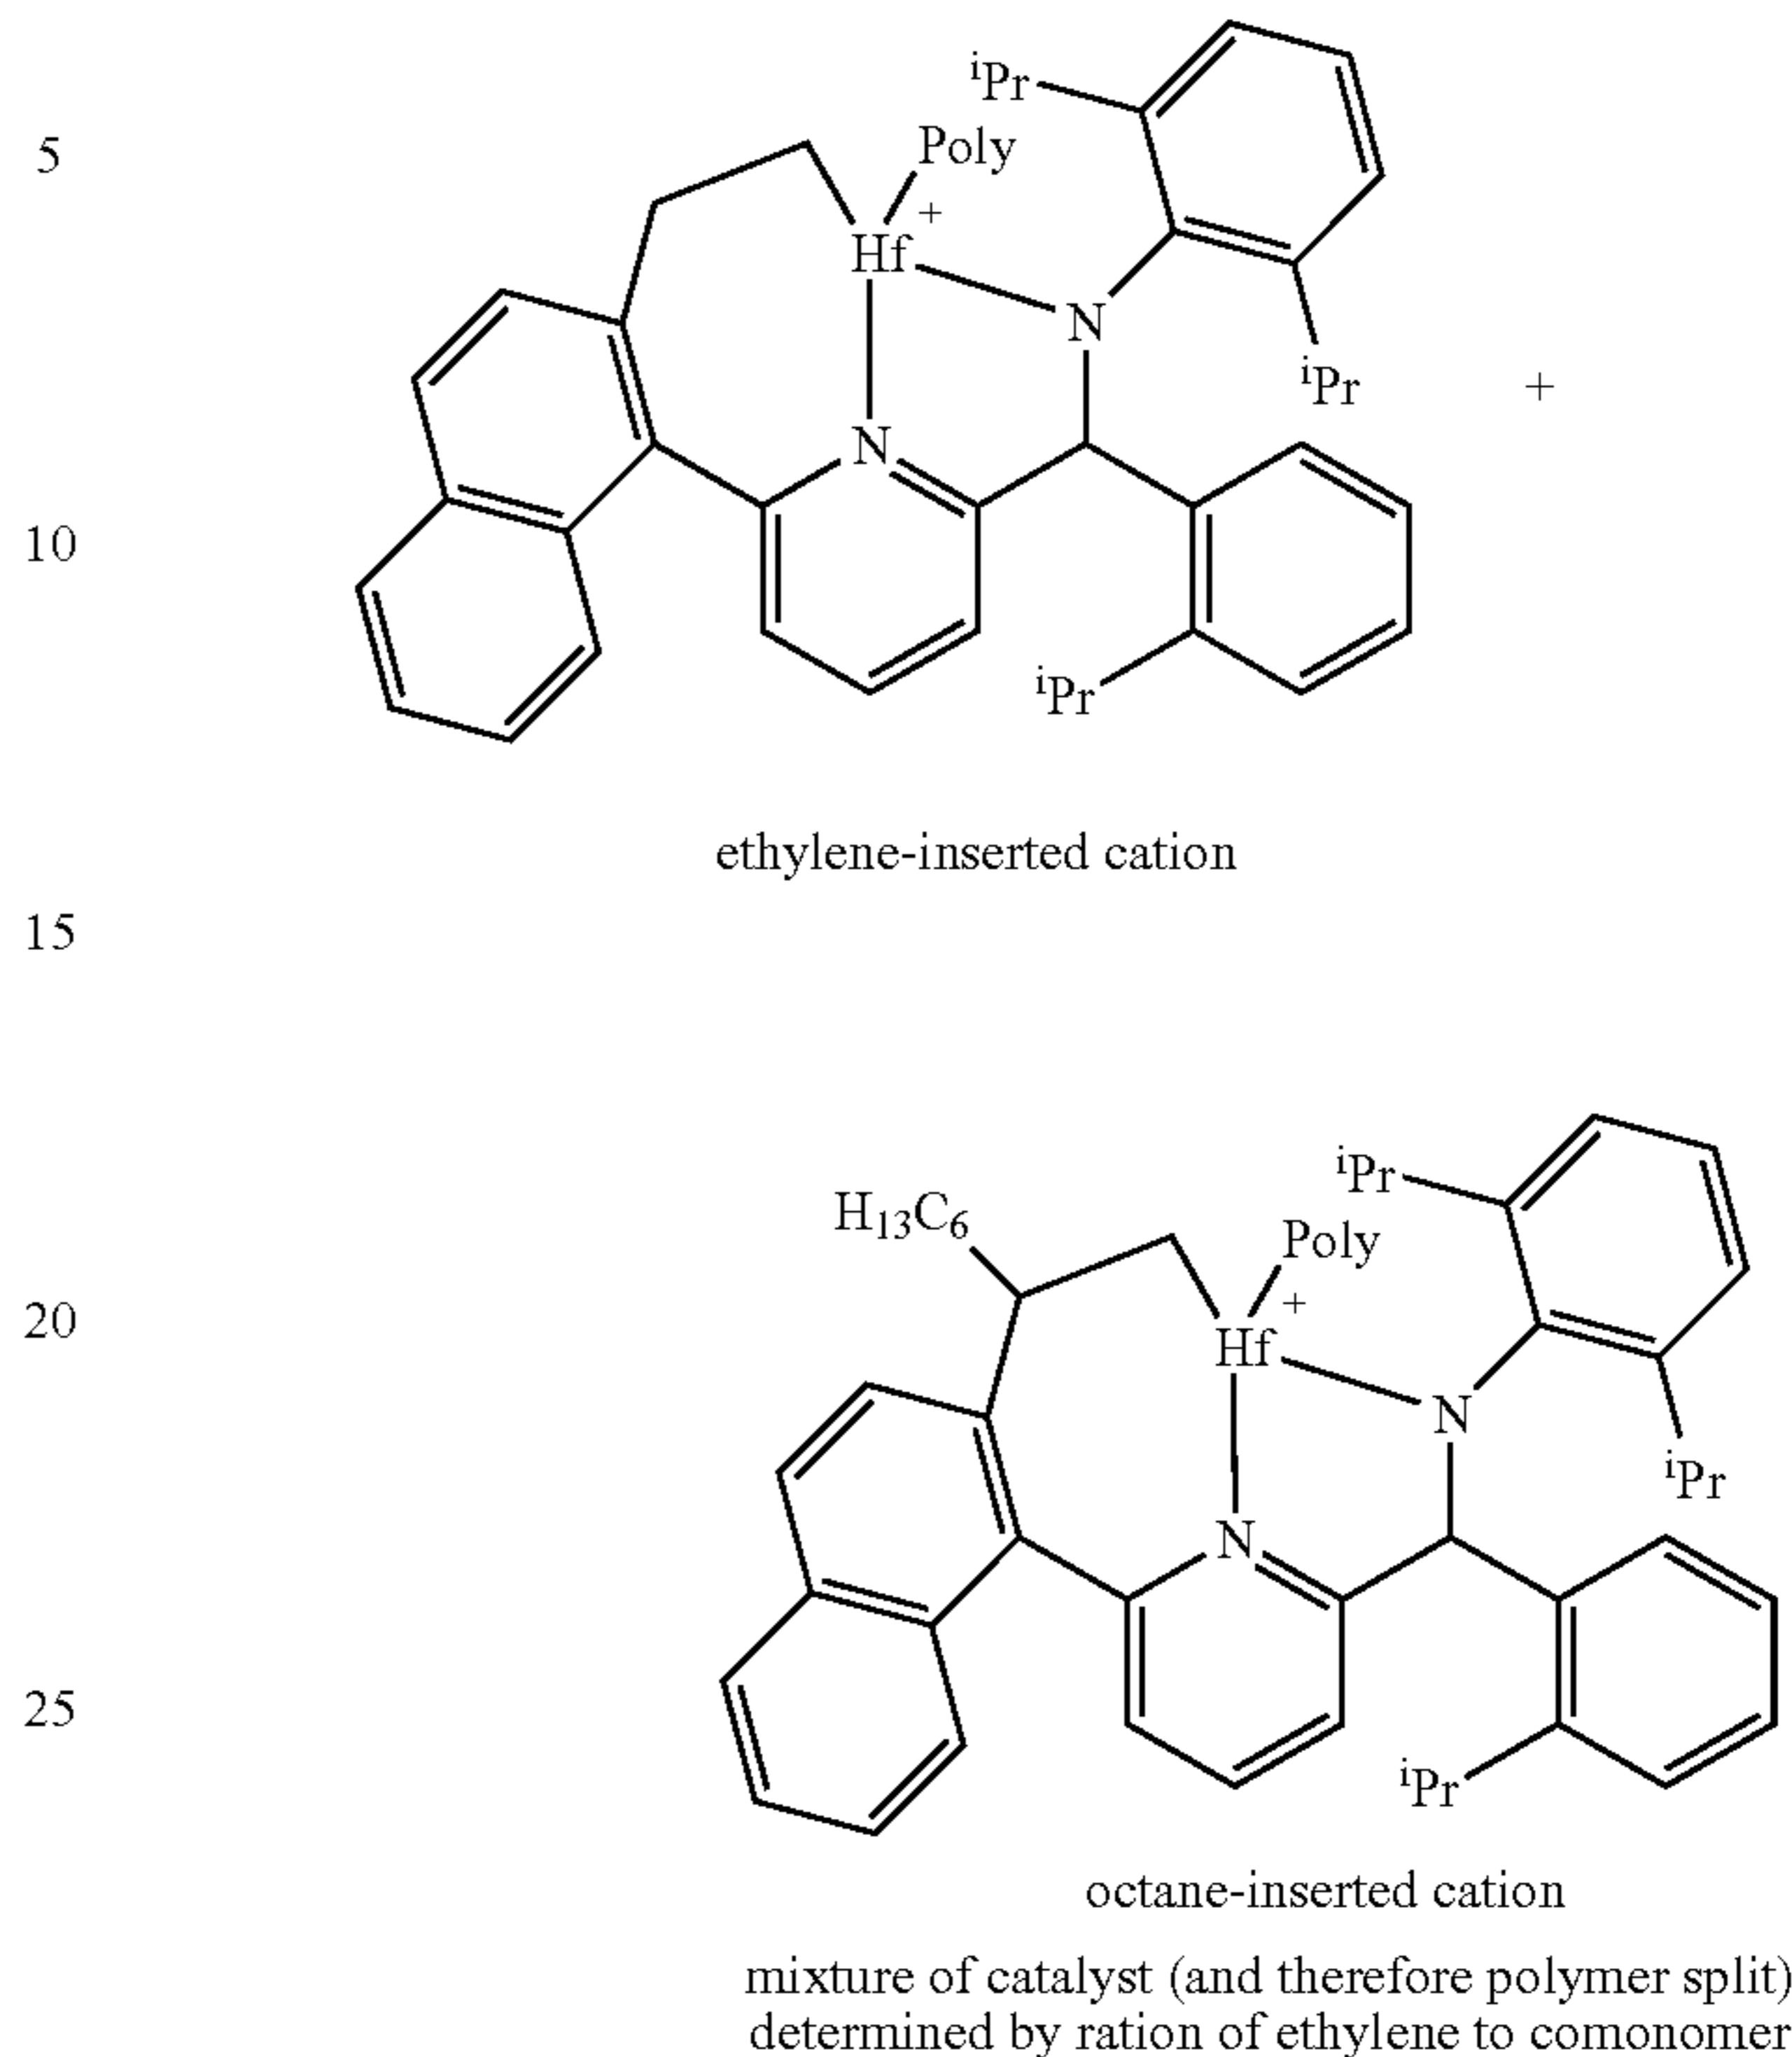 iPr
5
Poly
+
Hf
N
iPr
+
N
10
iPr
ethylene-inserted cation
15
iPr
H13C6
Poly
20
+
Hf
N
iPr
N
25
iPr
octane-inserted cation
mixture of catalyst (and therefore polymer split)
determined by ration of ethylene to comonomer